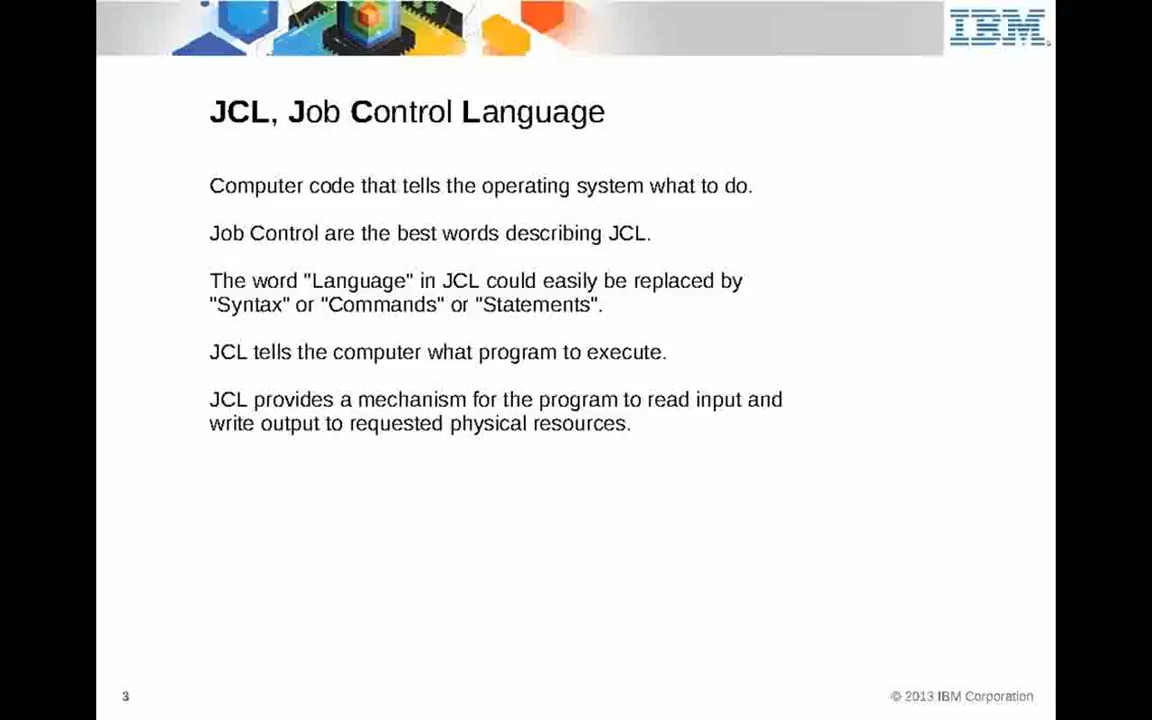 IBM
JCL, Job Control Language
Computer code that tells the operating system what to do.
Job Control are the best words describing JCL.
The word "Language" in JCL could easily be replaced by
"Syntax" or "Commands" or "Statements".
JCL tells the computer what program to execute.
JCL provides a mechanism for the program to read input and
write output to requested physical resources.
3
© 2013 IBM Corporation